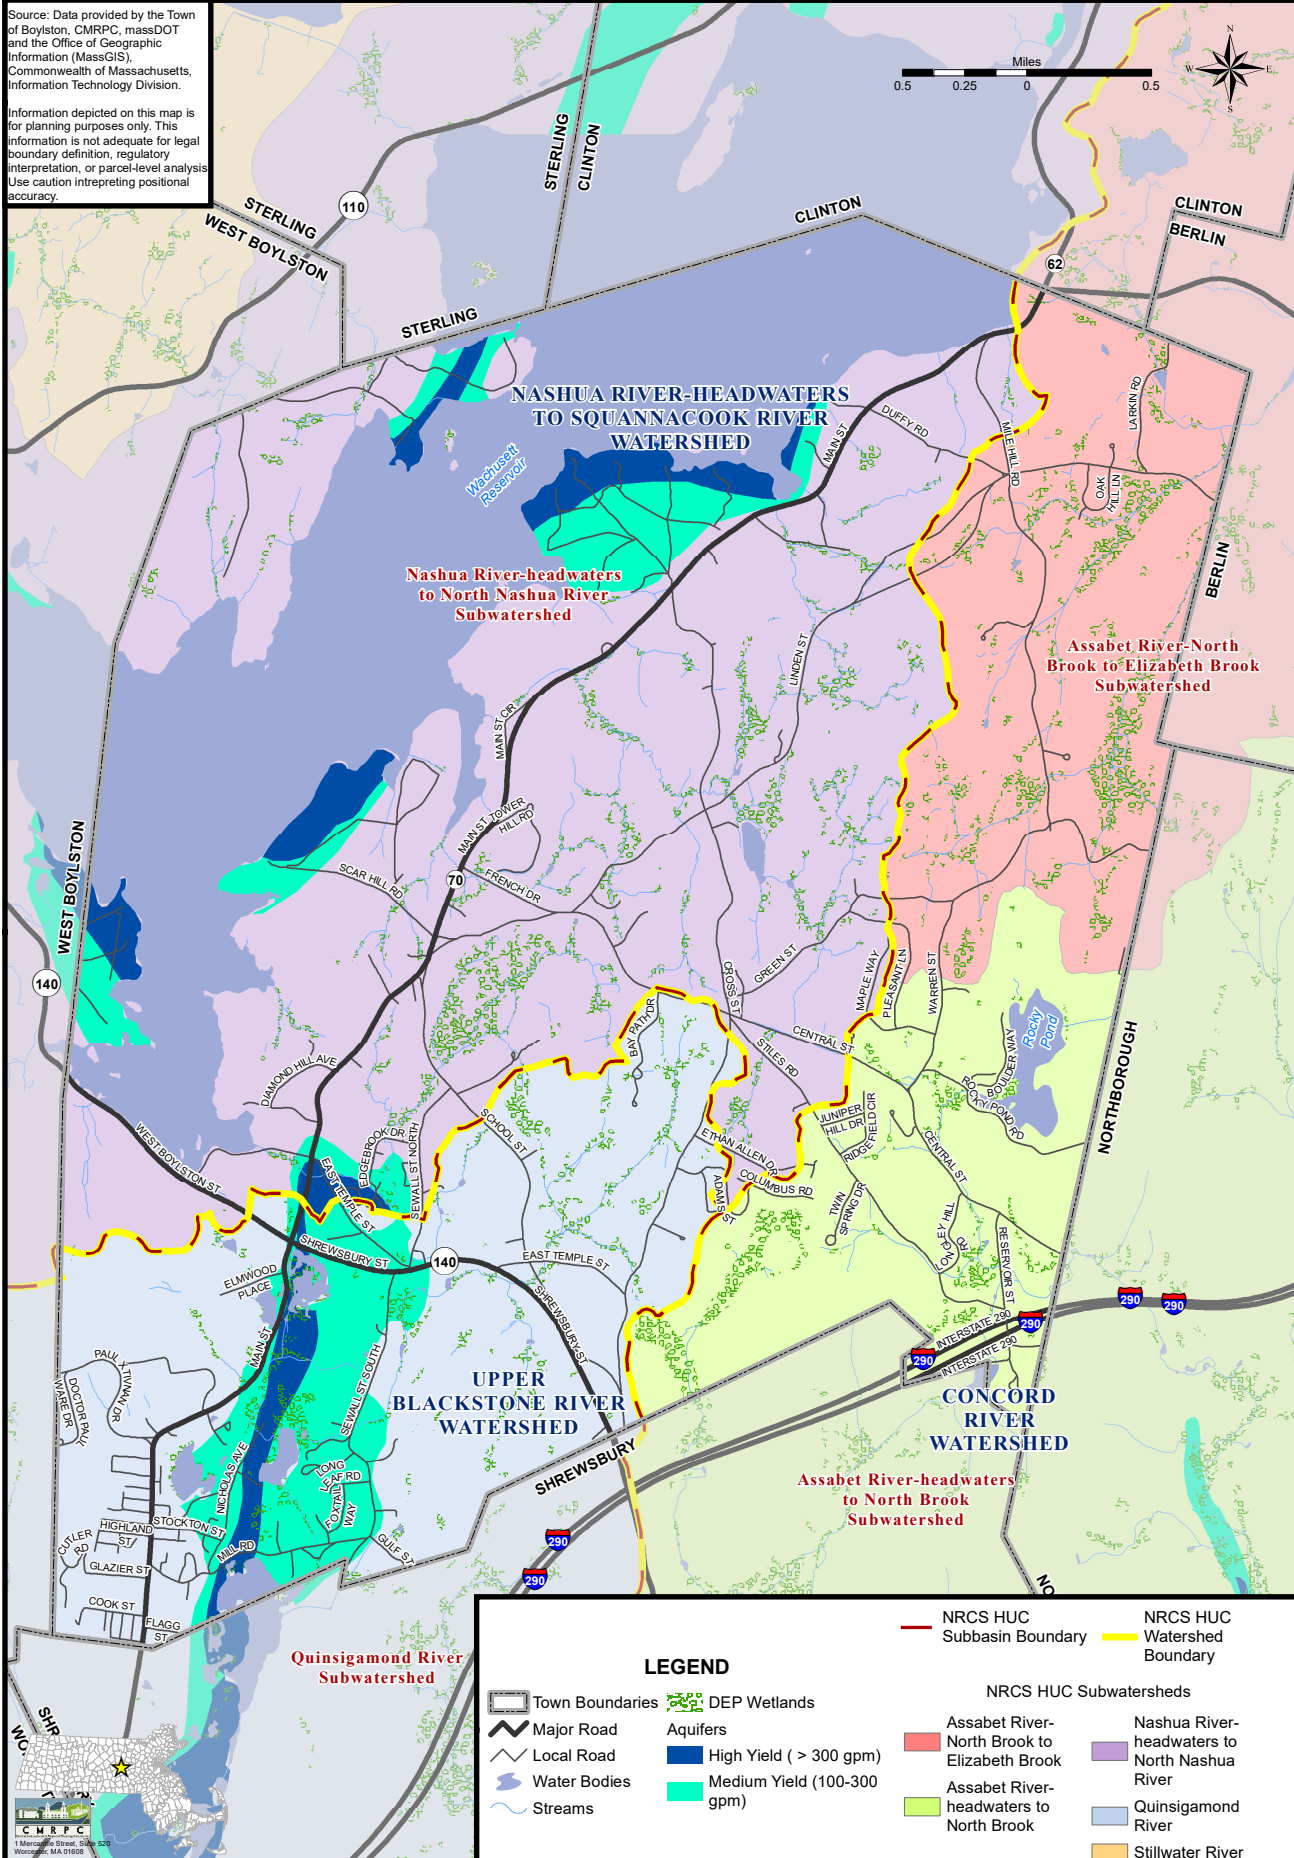 Source: Data provided by the Town
of Boylston, CMRPC, massDOT
and the Office of Geographic
Information (MassGIS),
Commonwealth of Massachusetts,
Information Technology Division.
Information depicted on this map is
for planning purposes only. This
information is not adequate for legal
boundary definition, regulatory
interpretation, or parcel-level analysis
Use caution intrepreting positional
accuracy.
Miles
0.5 0.25 0 0.5
N
W
E
S
STERLING
CLINTON
110
STERLING
WEST BOYLSTON
CLINTON
CLINTON
BERLIN
62
STERLING
NASHUA RIVER-HEADWATERS
TO SQUANNACOOK RIVER
WATERSHED
Wachusett
Reservoir
MAIN ST
DUFFY RD
MILE HILL RD
LARKIN RD
OAK
HILL LN
BERLIN
Nashua River-headwaters
to North Nashua River
Subwatershed
LINDEN ST
Assabet River-North
Brook to Elizabeth Brook
Subwatershed
MAIN ST CIR
MAIN ST
TOWER
HILL RD
SCAR HILL RD
70
FRENCH DR
WEST BOYLSTON
140
CROSS ST
GREEN ST
MAPLE WAY
PLEASANT LN
WARREN ST
Rocky
Pond
BAY PATH DR
CENTRAL ST
STILES RD
BOULDER WAY
ROCKY POND RD
NORTHBOROUGH
DIAMOND HILL AVE
SCHOOL ST
JUNIPER
HILL DR
RIDGEFIELD CIR
CENTRAL ST
WEST BOYLSTON ST
EDGEBROOK DR
SEWALL ST NORTH
EAST TEMPLE ST
ETHAN ALLEN DR
COLUMBUS RD
ADAMS ST
TWIN
SPRING DR
LONGLEY HILL
RD
RESERVOIR ST
SHREWSBURY ST
140
EAST TEMPLE ST
ELMWOOD
PLACE
SHREWSBURY ST
290
290
290
INTERSTATE 290
290
INTERSTATE 290
MAIN ST
PAUL X TIVNAN DR
DOCTOR PAUL
WARE DR
SEWALL ST SOUTH
UPPER
BLACKSTONE RIVER
WATERSHED
CONCORD
RIVER
WATERSHED
SHREWSBURY
NICHOLAS AVE
LONG
LEAF RD
FOXTAIL
WAY
Assabet River-headwaters
to North Brook
Subwatershed
HIGHLAND
ST
STOCKTON ST
CUTLER
RD
MILL RD
GULF ST
290
290
GLAZIER ST
COOK ST
FLAGG
ST
NO
Quinsigamond River
Subwatershed
SHR
WO
LEGEND
Town Boundaries
Major Road
Local Road
Water Bodies
Streams
DEP Wetlands
Aquifers
High Yield ( > 300 gpm)
Medium Yield (100-300
gpm)
NRCS HUC
Subbasin Boundary
NRCS HUC
Watershed
Boundary
NRCS HUC Subwatersheds
Assabet River-
North Brook to
Elizabeth Brook
Assabet River-
headwaters to
North Brook
Nashua River-
headwaters to
North Nashua
River
Quinsigamond
River
Stillwater River
CMRPC
1 Mercantile Street, Suite 520
Worcester, MA 01608